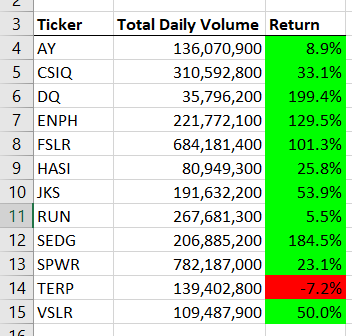 3 Ticker Total Daily Volume Return
4 AY 136,070,900 8.9%
5 CSIQ 310,592,800 33.1%
6 DQ 35,796,200 199.4%
7 ENPH 221,772,100 129.5%
8 FSLR 684,181,400 101.3%
9 HASI 80,949,300 25.8%
10 JKS 191,632,200 53.9%
11 RUN 267,681,300 5.5%
12 SEDG 206,885,200 184.5%
13 SPWR 782,187,000 23.1%
14 TERP 139,402,800 -7.2%
15 VSLR 109,487,900 50.0%